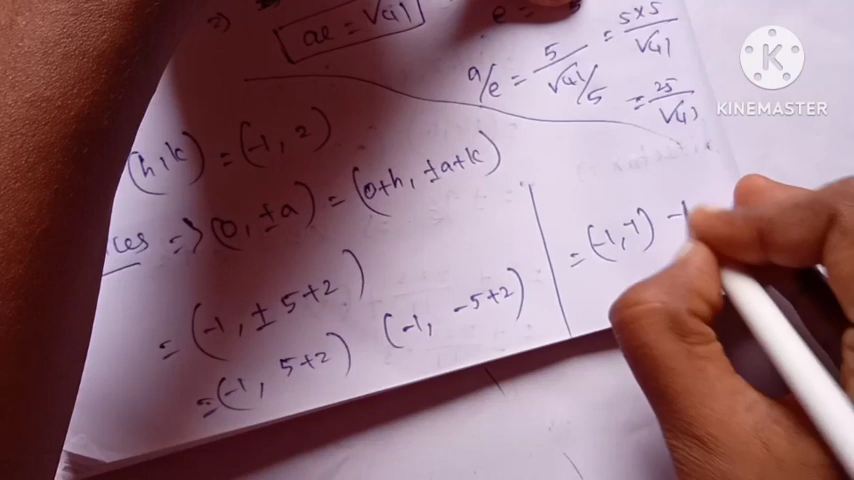 ae = √41
e = 5
a/e = 5/√41/5 = 5×5/√41
= 25/√41
(h,k) = (-1, 2)
ces => (0, ±a) = (0+h, ±a+k)
= (-1, ± 5+2)
= (-1, 5+2) (-1, -5+2)
= (-1, 7)
K
KINEMASTER